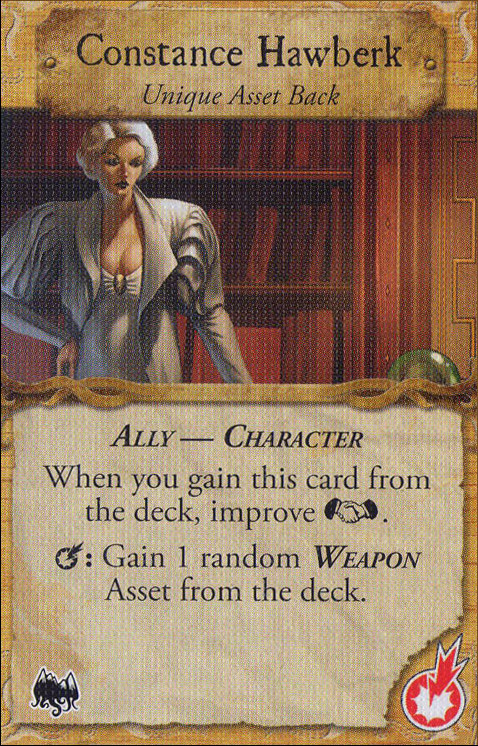 Constance Hawberk
Unique Asset Back
ALLY — CHARACTER
When you gain this card from
the deck, improve .
: Gain 1 random WEAPON
Asset from the deck.